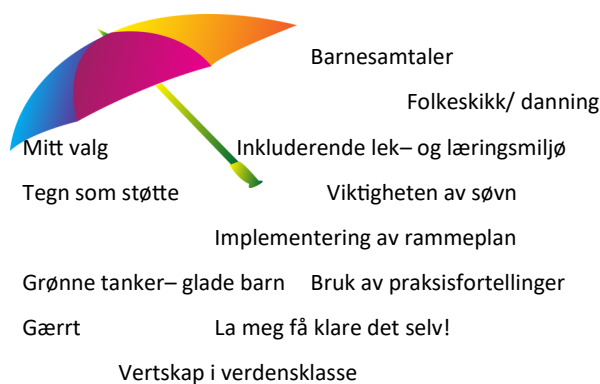 Barnesamtaler
Folkeskikk/ danning
Mitt valg Inkluderende lek– og læringsmiljø
Tegn som støtte Viktigheten av søvn
Implementering av rammeplan
Grønne tanker– glade barn Bruk av praksisfortellinger
Gærrt La meg få klare det selv!
Vertskap i verdensklasse